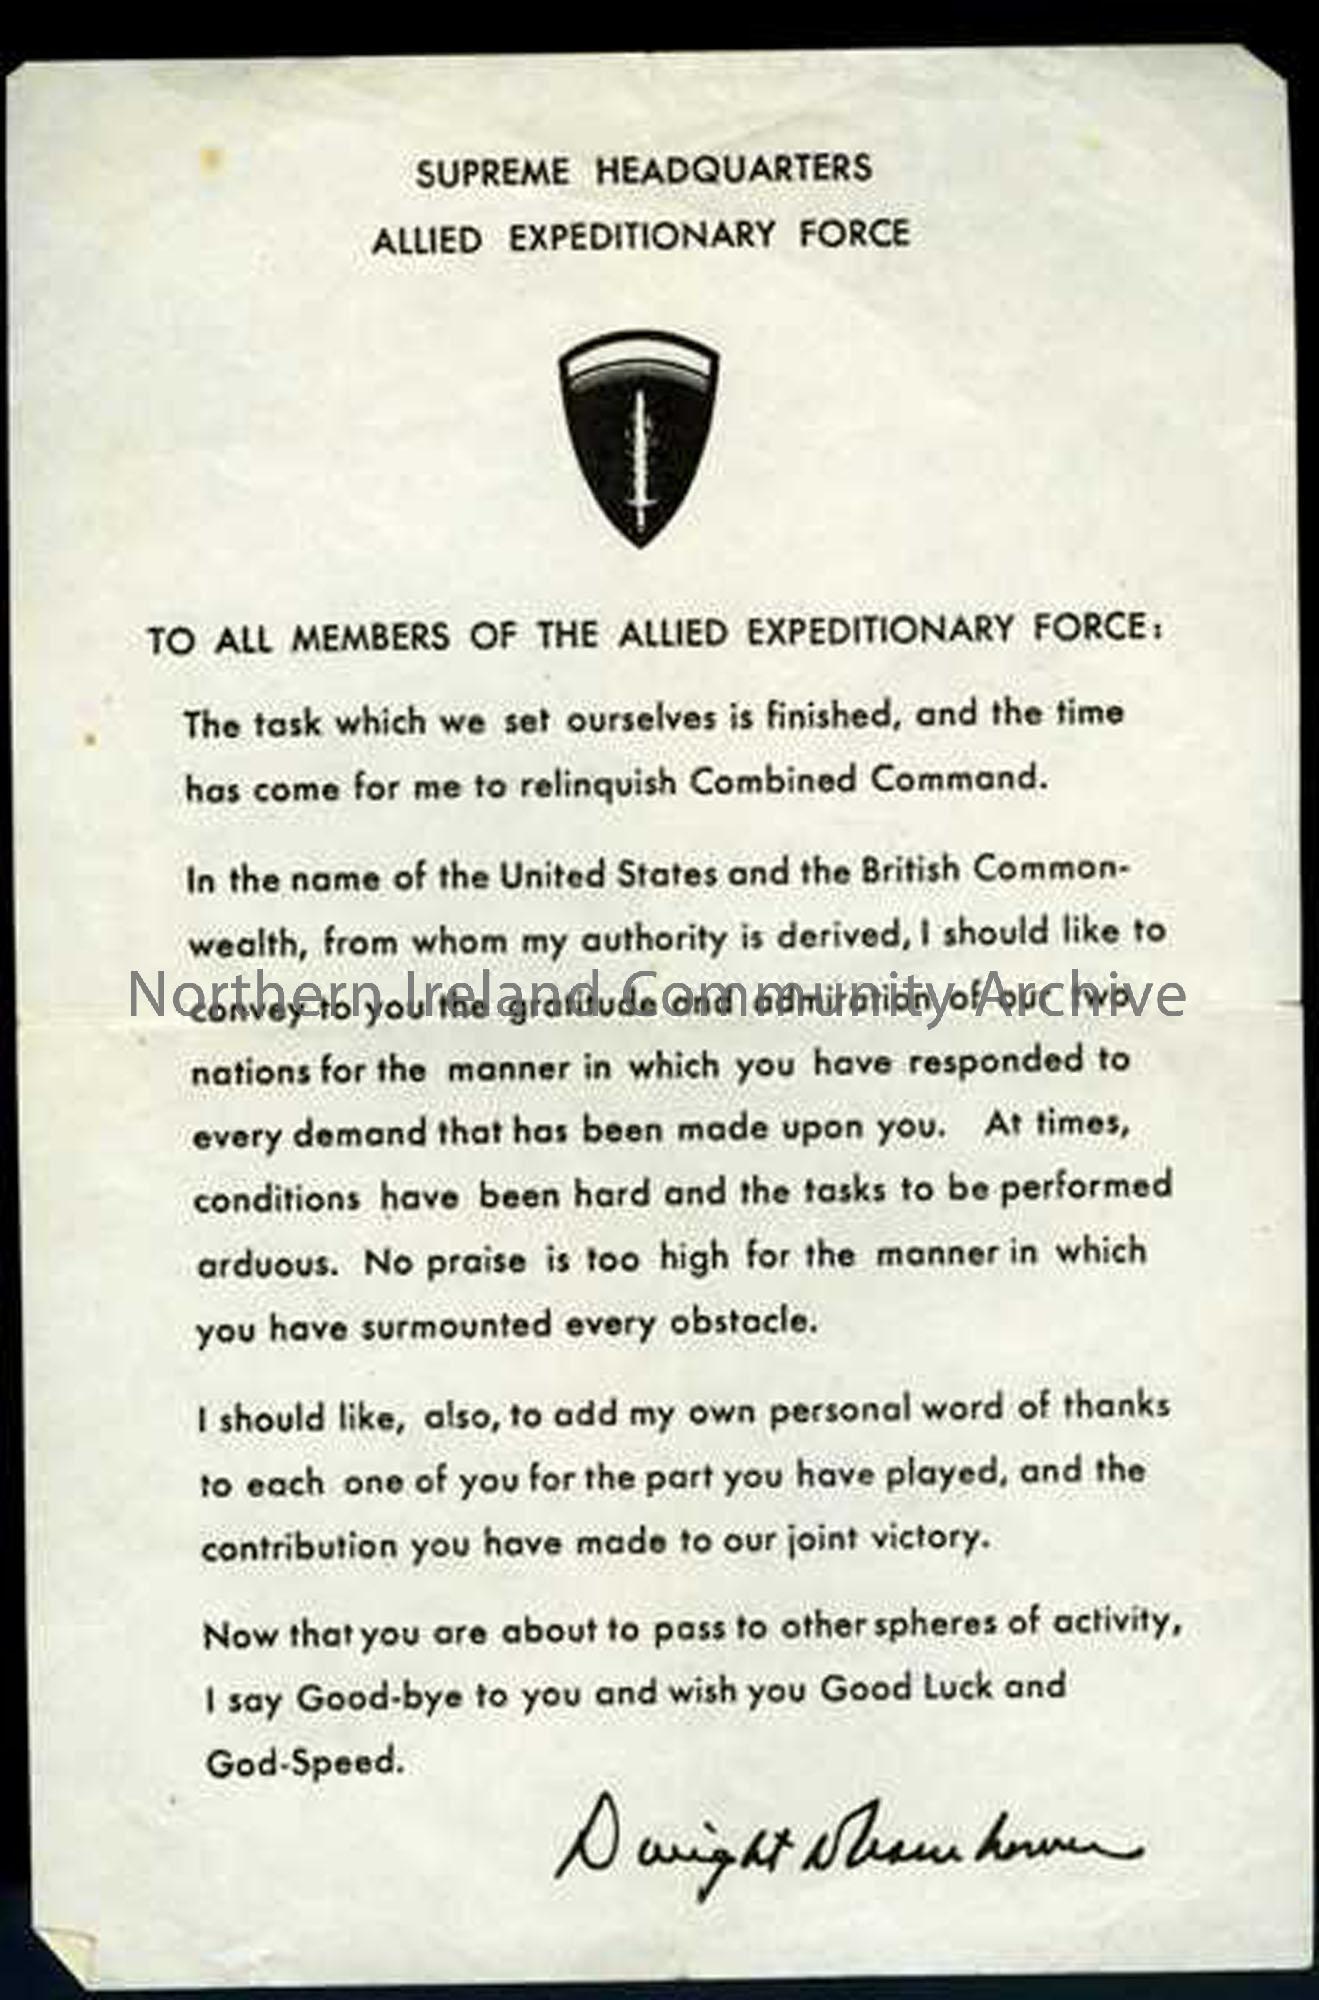 SUPREME HEADQUARTERS
ALLIED EXPEDITIONARY FORCE
TO ALL MEMBERS OF THE ALLIED EXPEDITIONARY FORCE:
The task which we set ourselves is finished, and the time
has come for me to relinquish Combined Command.
In the name of the United States and the British Common-
wealth, from whom my authority is derived, I should like to
Northern Ireland Community Archive
convey to you the gratitude and admiration of our two
nations for the manner in which you have responded to
every demand that has been made upon you. At times,
conditions have been hard and the tasks to be performed
arduous. No praise is too high for the manner in which
you have surmounted every obstacle.
I should like, also, to add my own personal word of thanks
to each one of you for the part you have played, and the
contribution you have made to our joint victory.
Now that you are about to pass to other spheres of activity,
I say Good-bye to you and wish you Good Luck and
God-Speed.
Dwight D Eisenhower